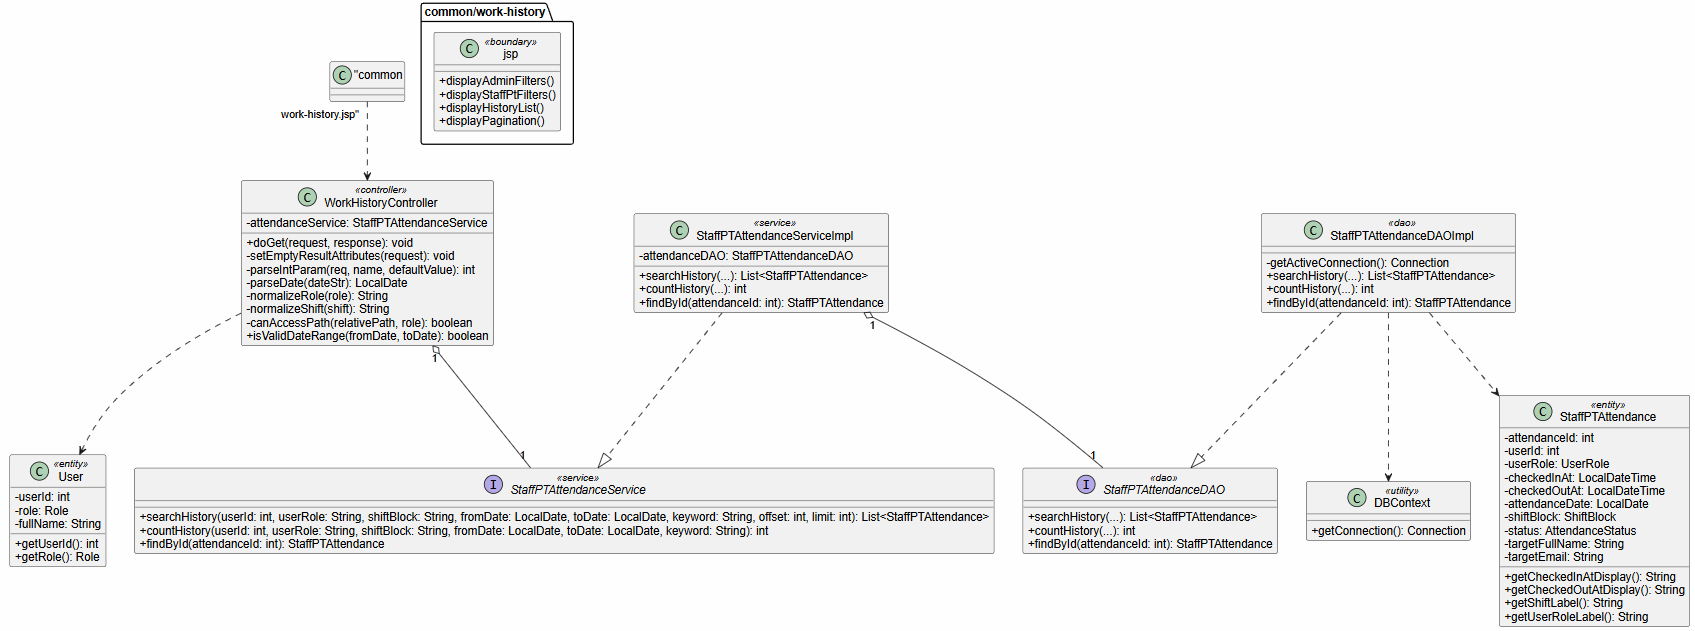 common/work-history
«boundary»
C jsp
+displayAdminFilters()
+displayStaffPtFilters()
+displayHistoryList()
+displayPagination()
C "common
work-history.jsp"
«controller»
C WorkHistoryController
-attendanceService: StaffPTAttendanceService
+doGet(request, response): void
-setEmptyResultAttributes(request): void
-parseIntParam(req, name, defaultValue): int
-parseDate(dateStr): LocalDate
-normalizeRole(role): String
-normalizeShift(shift): String
-canAccessPath(relativePath, role): boolean
+isValidDateRange(fromDate, toDate): boolean
1
1
«service»
C StaffPTAttendanceServiceImpl
-attendanceDAO: StaffPTAttendanceDAO
+searchHistory(...): List<StaffPTAttendance>
+countHistory(...): int
+findById(attendanceId: int): StaffPTAttendance
1
1
«dao»
C StaffPTAttendanceDAOImpl
-getActiveConnection(): Connection
+searchHistory(...): List<StaffPTAttendance>
+countHistory(...): int
+findById(attendanceId: int): StaffPTAttendance
«entity»
C User
-userId: int
-role: Role
-fullName: String
+getUserId(): int
+getRole(): Role
«service»
I StaffPTAttendanceService
+searchHistory(userId: int, userRole: String, shiftBlock: String, fromDate: LocalDate, toDate: LocalDate, keyword: String, offset: int, limit: int): List<StaffPTAttendance>
+countHistory(userId: int, userRole: String, shiftBlock: String, fromDate: LocalDate, toDate: LocalDate, keyword: String): int
+findById(attendanceId: int): StaffPTAttendance
«dao»
I StaffPTAttendanceDAO
+searchHistory(...): List<StaffPTAttendance>
+countHistory(...): int
+findById(attendanceId: int): StaffPTAttendance
«utility»
C DBContext
+getConnection(): Connection
«entity»
C StaffPTAttendance
-attendanceId: int
-userId: int
-userRole: UserRole
-checkedInAt: LocalDateTime
-checkedOutAt: LocalDateTime
-attendanceDate: LocalDate
-shiftBlock: ShiftBlock
-status: AttendanceStatus
-targetFullName: String
-targetEmail: String
+getCheckedInAtDisplay(): String
+getCheckedOutAtDisplay(): String
+getShiftLabel(): String
+getUserRoleLabel(): String